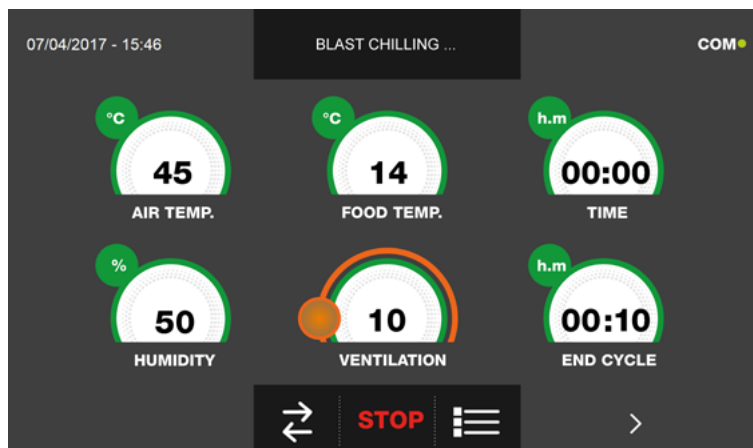 07/04/2017 - 15:46 BLAST CHILLING ... COM
°C °C h.m
45 14 00:00
AIR TEMP. FOOD TEMP. TIME
% h.m
50 10 00:10
HUMIDITY VENTILATION END CYCLE
STOP